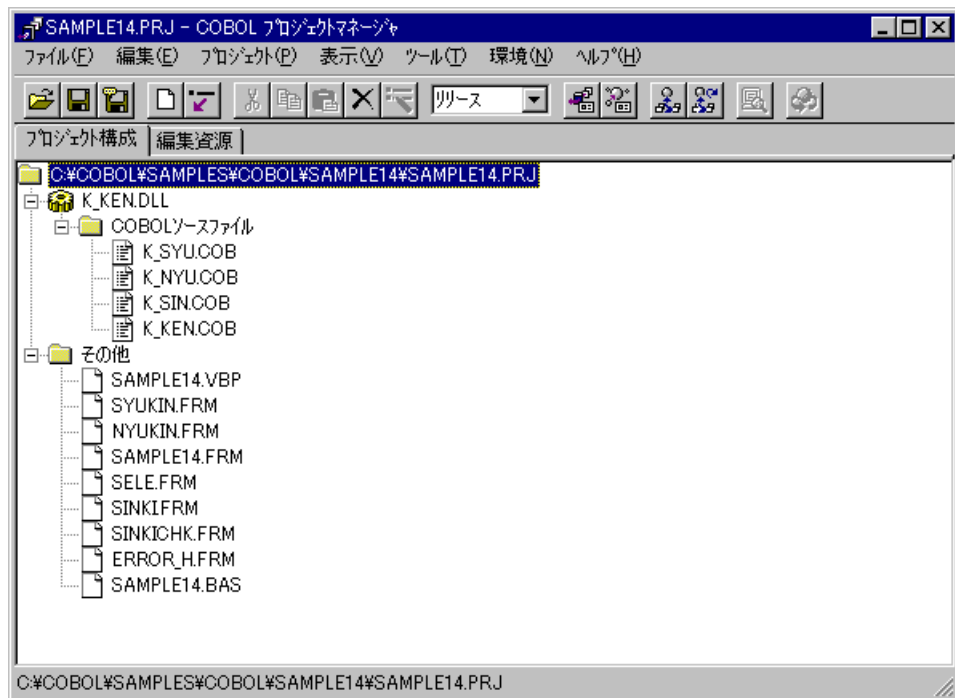 SAMPLE14.PRJ - COBOL ﾌﾟﾛｼﾞｪｸﾄﾏﾈｰｼﾞｬ
ﾌｧｲﾙ(F) 編集(E) ﾌﾟﾛｼﾞｪｸﾄ(P) 表示(V) ﾂｰﾙ(T) 環境(N) ﾍﾙﾌﾟ(H)
ﾘﾘｰｽ
ﾌﾟﾛｼﾞｪｸﾄ構成 編集資源
C:¥COBOL¥SAMPLES¥COBOL¥SAMPLE14¥SAMPLE14.PRJ
K_KEN.DLL
COBOLｿｰｽﾌｧｲﾙ
K_SYU.COB
K_NYU.COB
K_SIN.COB
K_KEN.COB
その他
SAMPLE14.VBP
SYUKIN.FRM
NYUKIN.FRM
SAMPLE14.FRM
SELE.FRM
SINKI.FRM
SINKICHK.FRM
ERROR_H.FRM
SAMPLE14.BAS
C:¥COBOL¥SAMPLES¥COBOL¥SAMPLE14¥SAMPLE14.PRJ